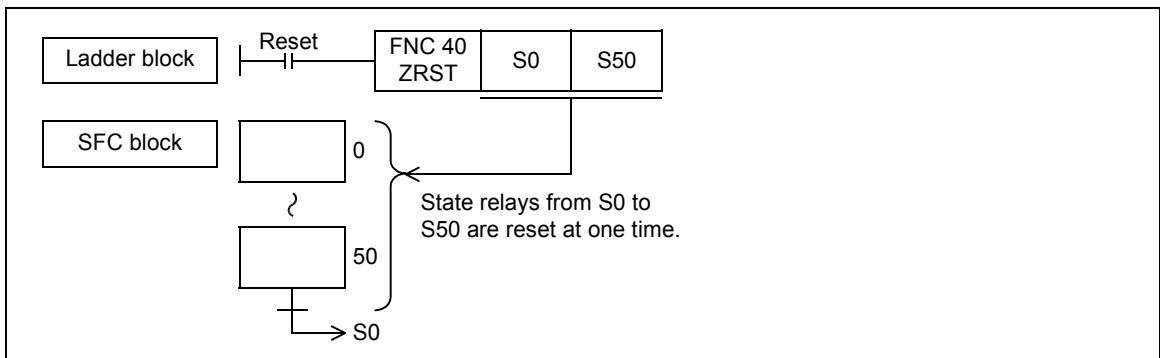 Ladder block
Reset
FNC 40
ZRST
S0
S50
SFC block
0
State relays from S0 to
S50 are reset at one time.
50
S0